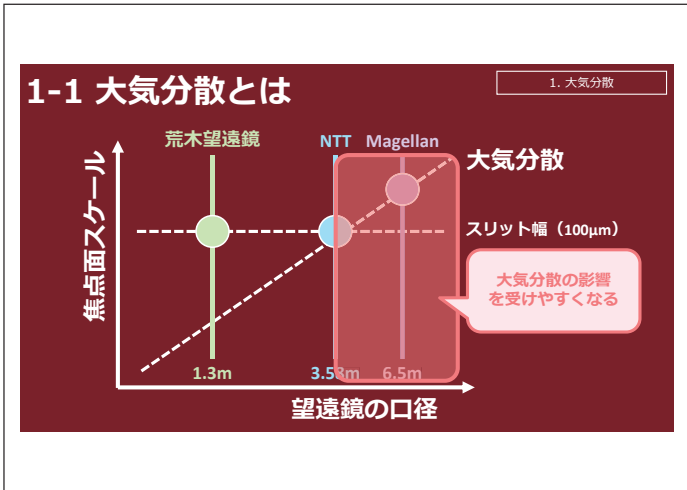 1-1 大気分散とは
1. 大気分散
荒木望遠鏡
NTT
Magellan
大気分散
焦点面スケール
スリット幅（100μm）
大気分散の影響
を受けやすくなる
1.3m
3.58m
6.5m
望遠鏡の口径